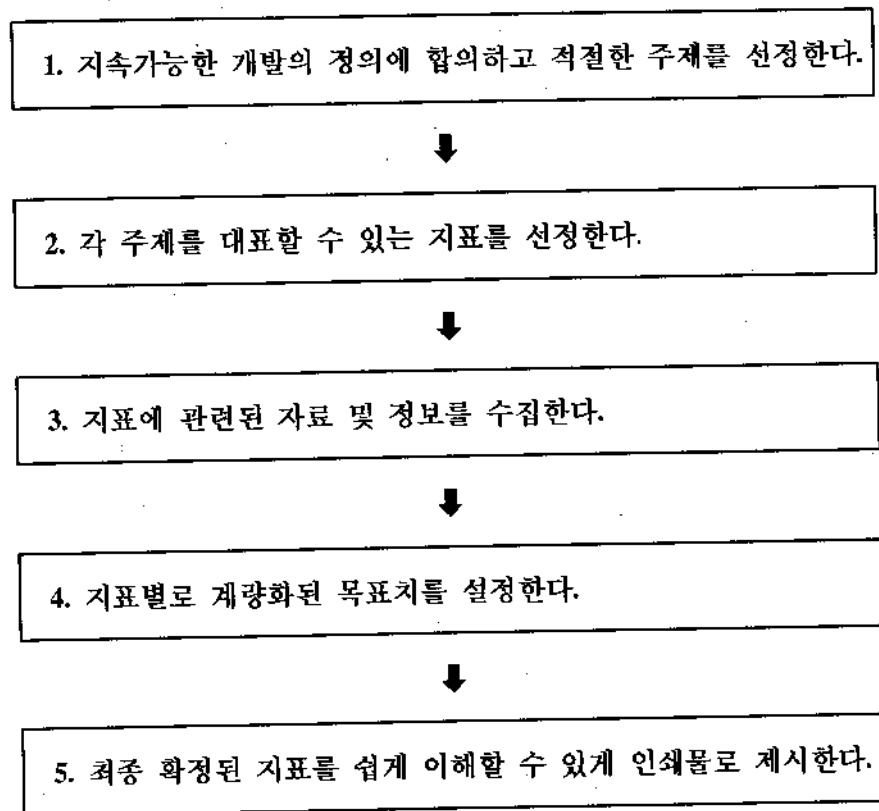 1. 지속가능한 개발의 정의에 합의하고 적절한 주제를 선정한다.
2. 각 주제를 대표할 수 있는 지표를 선정한다.
3. 지표에 관련된 자료 및 정보를 수집한다.
4. 지표별로 계량화된 목표치를 설정한다.
5. 최종 확정된 지표를 쉽게 이해할 수 있게 인쇄물로 제시한다.